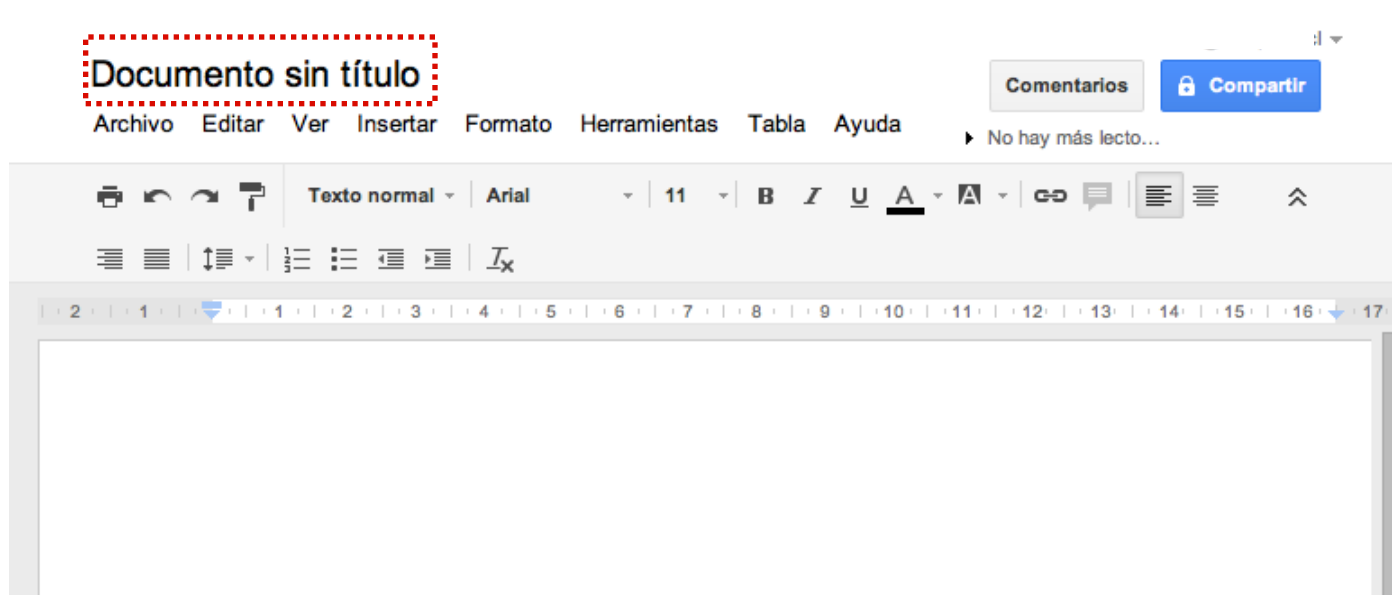 Documento sin título
Comentarios Compartir
Archivo Editar Ver Insertar Formato Herramientas Tabla Ayuda
No hay más lecto...
Texto normal Arial 11 B I U A A
2 1 1 2 3 4 5 6 7 8 9 10 11 12 13 14 15 16 17